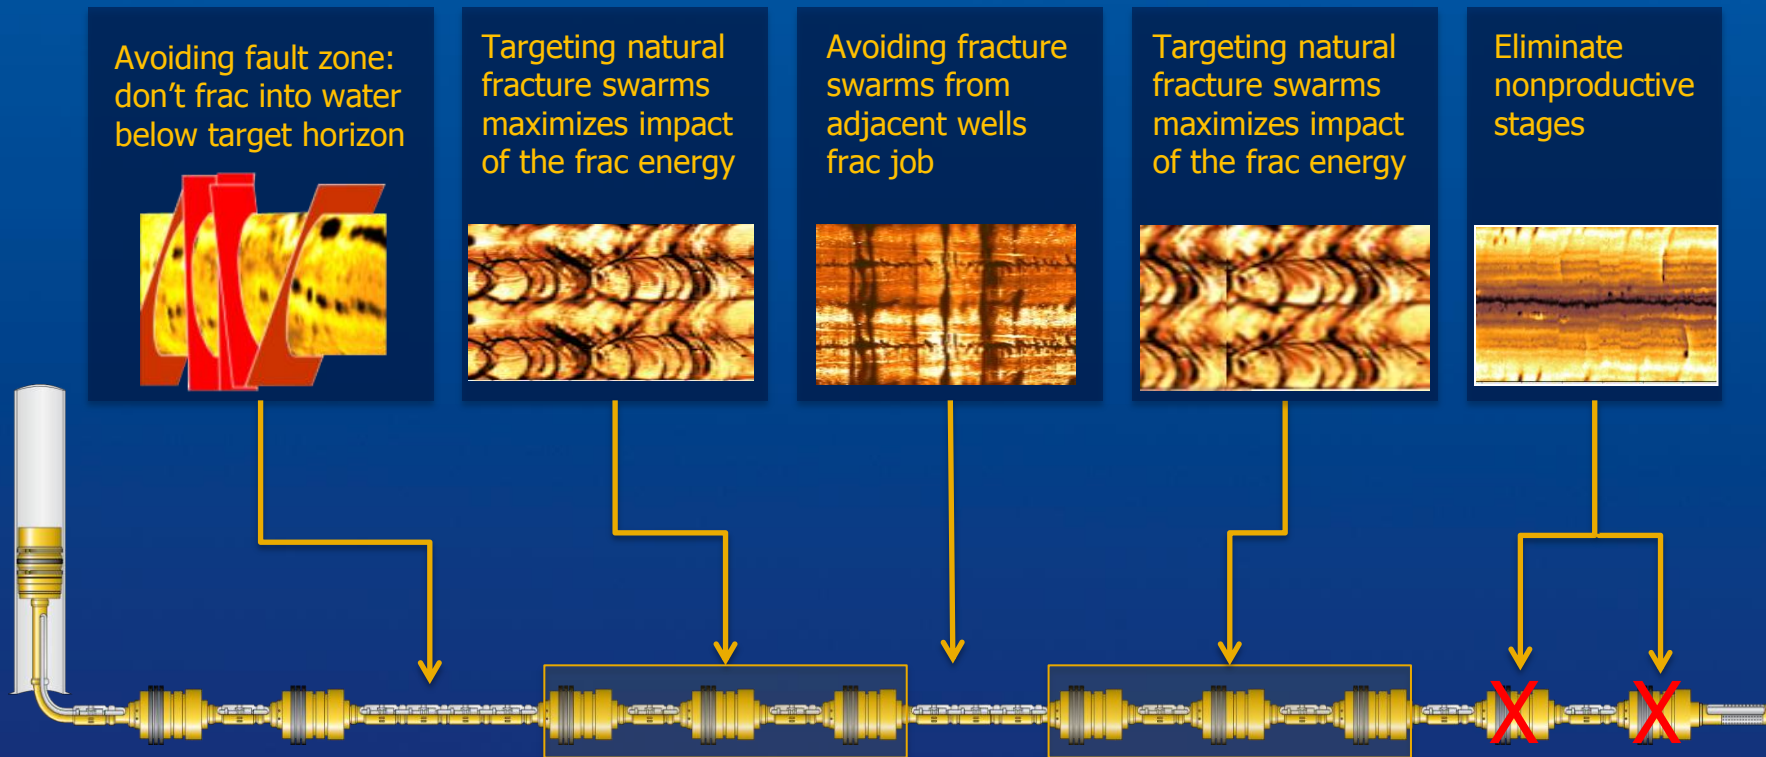 Avoiding fault zone:
don’t frac into water
below target horizon
Targeting natural
fracture swarms
maximizes impact
of the frac energy
Avoiding fracture
swarms from
adjacent wells
frac job
Targeting natural
fracture swarms
maximizes impact
of the frac energy
Eliminate
nonproductive
stages
X
X